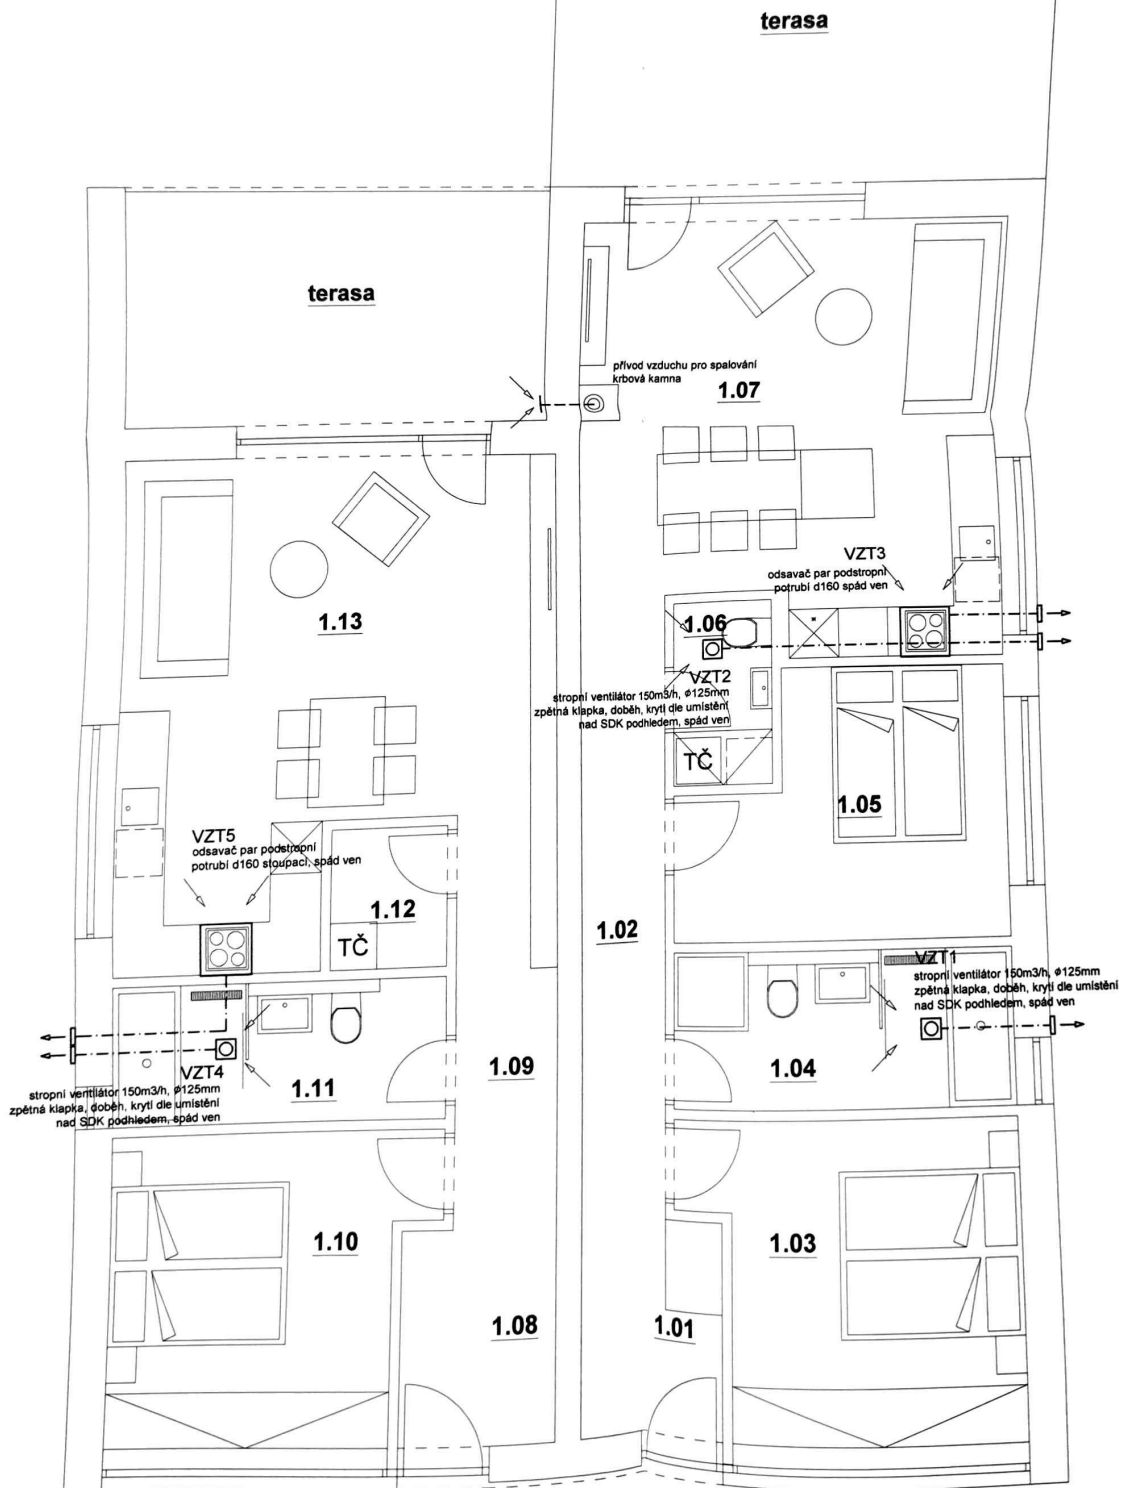 terasa
terasa
přívod vzduchu pro spalování
krbová kamna
1.07
VZT3
odsavač par podstropní
potrubí d160 spád ven
1.13
1.06
VZT2
stropní ventilátor 150m3/h, φ125mm
zpětná klapka, doběh, krytí dle umístění
nad SDK podhledem, spád ven
TČ
1.05
VZT5
odsavač par podstropní
potrubí d160 stoupací, spád ven
1.12
TČ
1.02
VZT1
stropní ventilátor 150m3/h, φ125mm
zpětná klapka, doběh, krytí dle umístění
nad SDK podhledem, spád ven
1.09
1.04
VZT4
stropní ventilátor 150m3/h, φ125mm
zpětná klapka, doběh, krytí dle umístění
nad SDK podhledem, spád ven
1.11
1.10
1.03
1.08
1.01